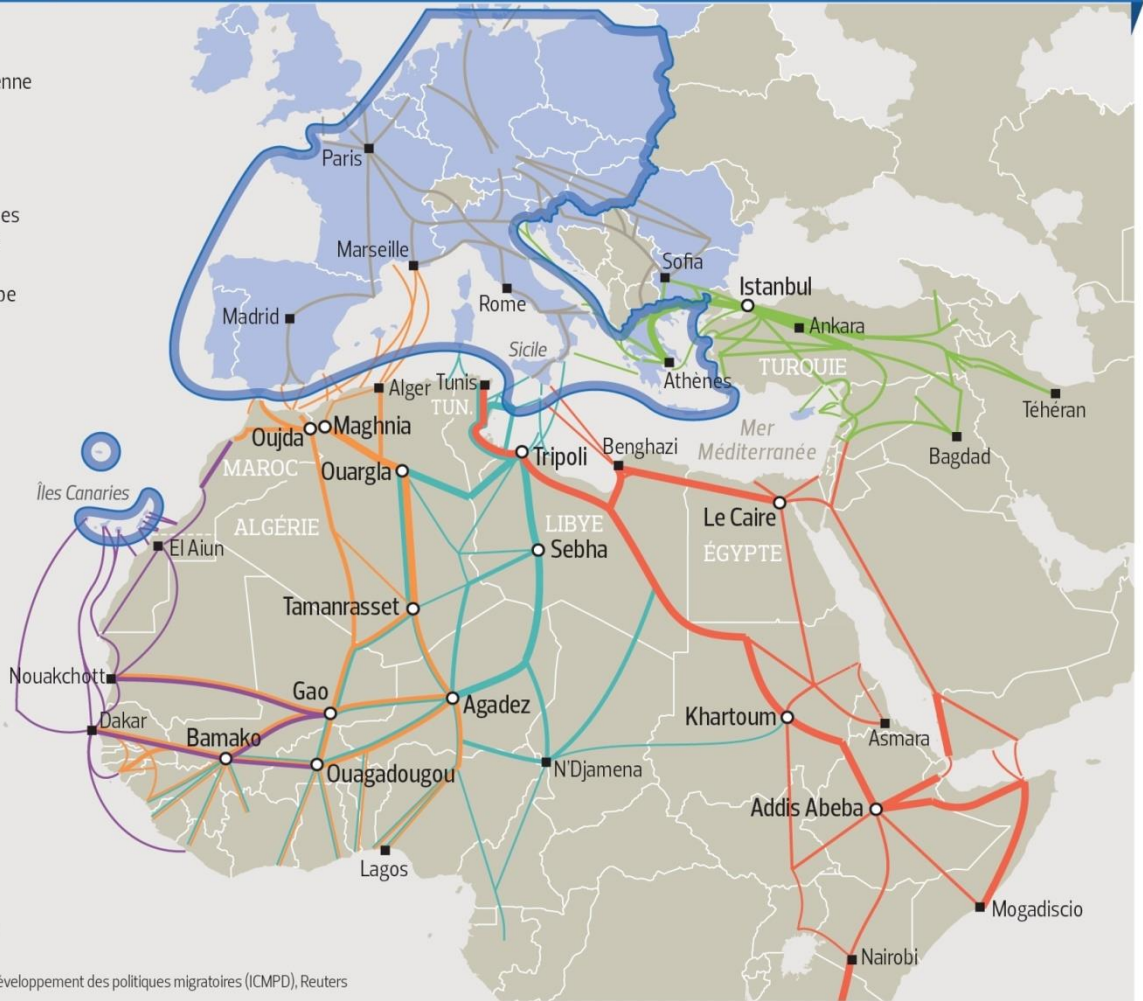 enne
es
pe
Paris
Marseille
Madrid
Rome
Sofia
Istanbul
Ankara
Sicile
TURQUIE
Athènes
Téhéran
Alger
Tunis
TUN.
Oujda
Maghnia
Mer
Méditerranée
Bagdad
Ouargla
Tripoli
Benghazi
MAROC
Îles Canaries
Le Caire
ALGÉRIE
LIBYE
ÉGYPTE
El Aiun
Sebha
Tamanrasset
Nouakchott
Gao
Agadez
Khartoum
Asmara
Dakar
Bamako
Ouagadougou
N'Djamena
Addis Abeba
Lagos
Mogadiscio
Nairobi
éveloppement des politiques migratoires (ICMPD), Reuters